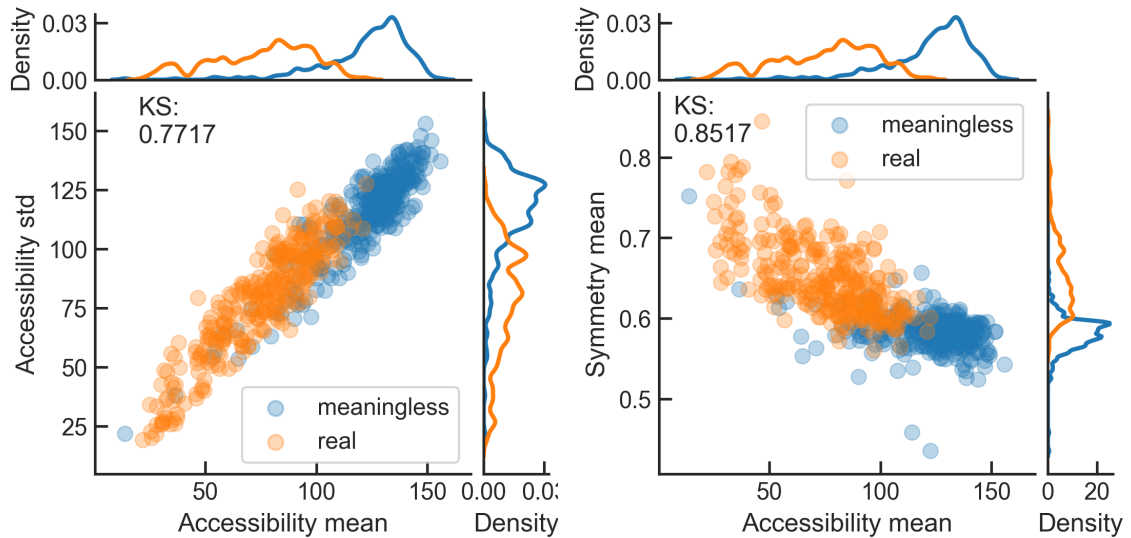 Density
0.03
0.00
KS:
0.7717
Accessibility std
150
125
100
75
50
25
meaningless
real
50 100 150
Accessibility mean
0.00 0.03
Density
Density
0.03
0.00
KS:
0.8517
meaningless
real
Symmetry mean
0.8
0.7
0.6
0.5
50 100 150
Accessibility mean
0 20
Density